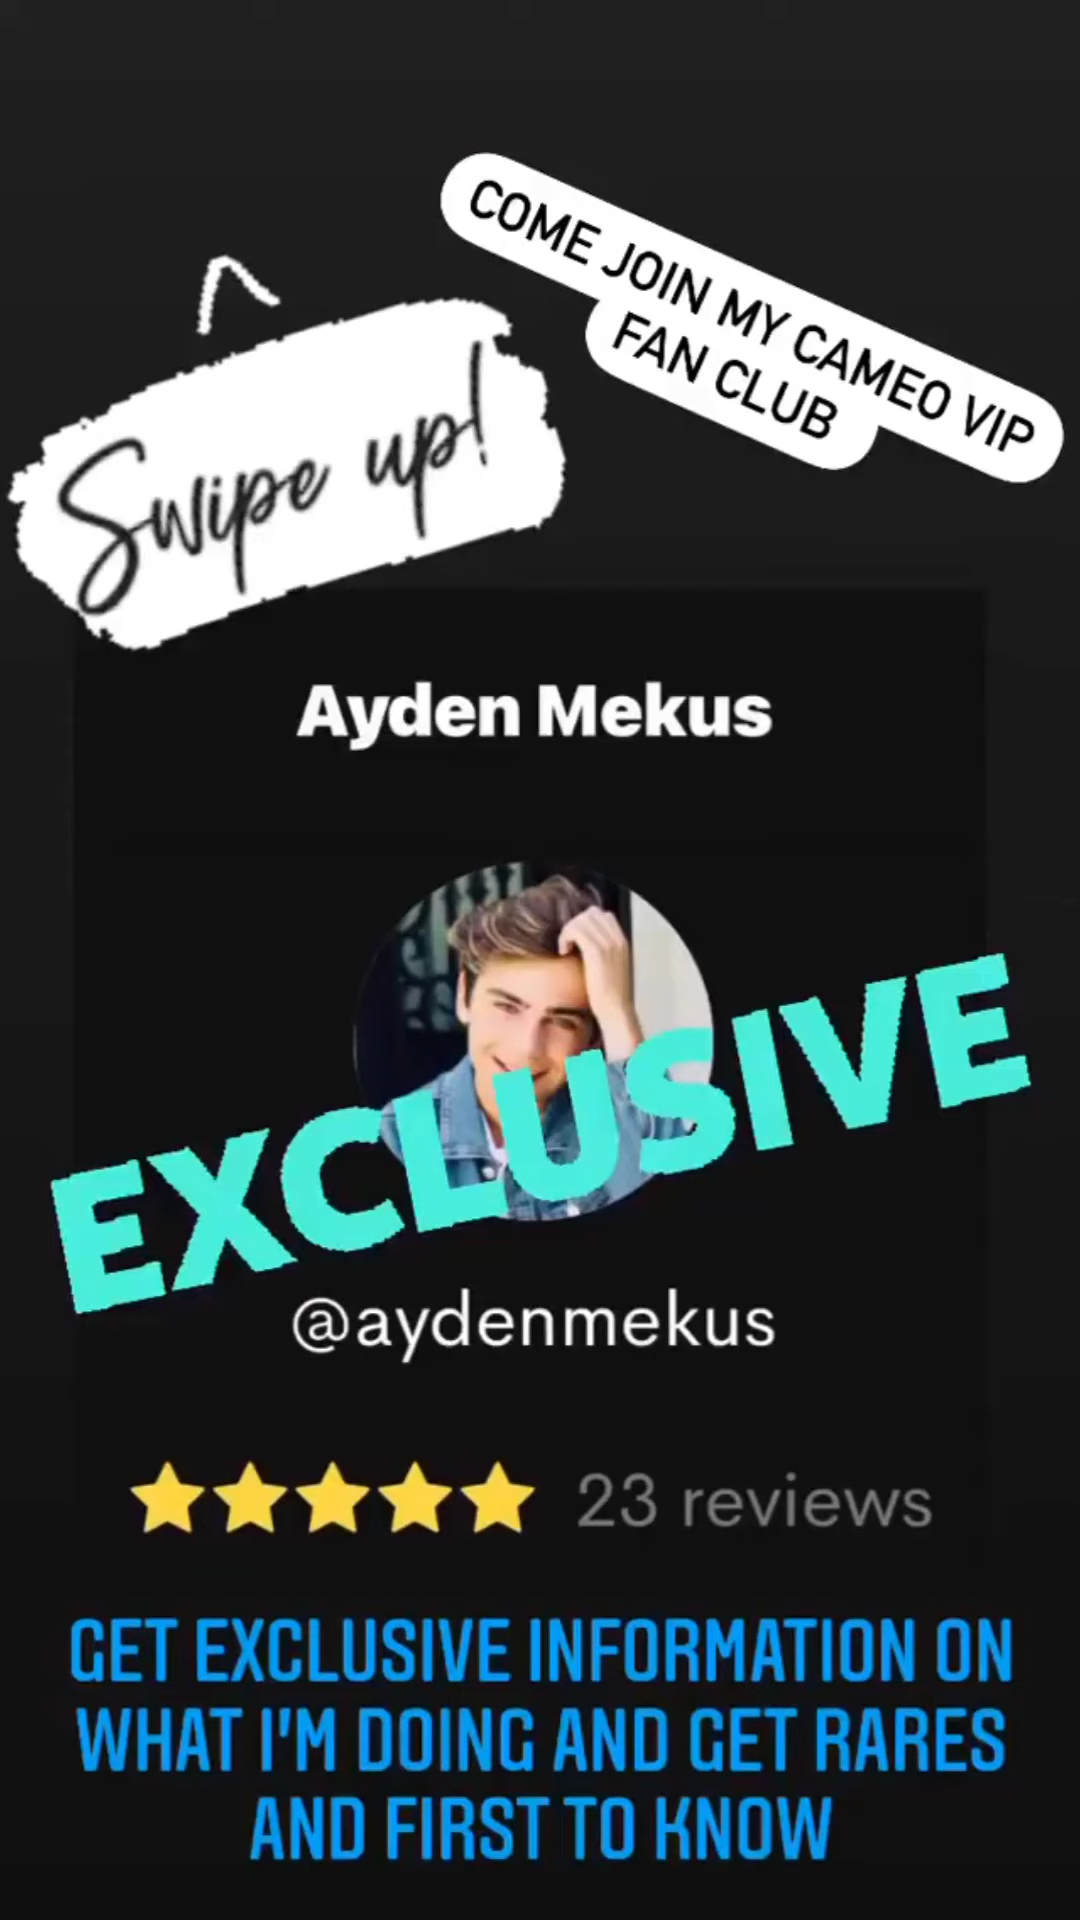 COME JOIN MY CAMEO VIP
FAN CLUB
Swipe up!
Ayden Mekus
EXCLUSIVE
@aydenmekus
23 reviews
GET EXCLUSIVE INFORMATION ON
WHAT I'M DOING AND GET RARES
AND FIRST TO KNOW